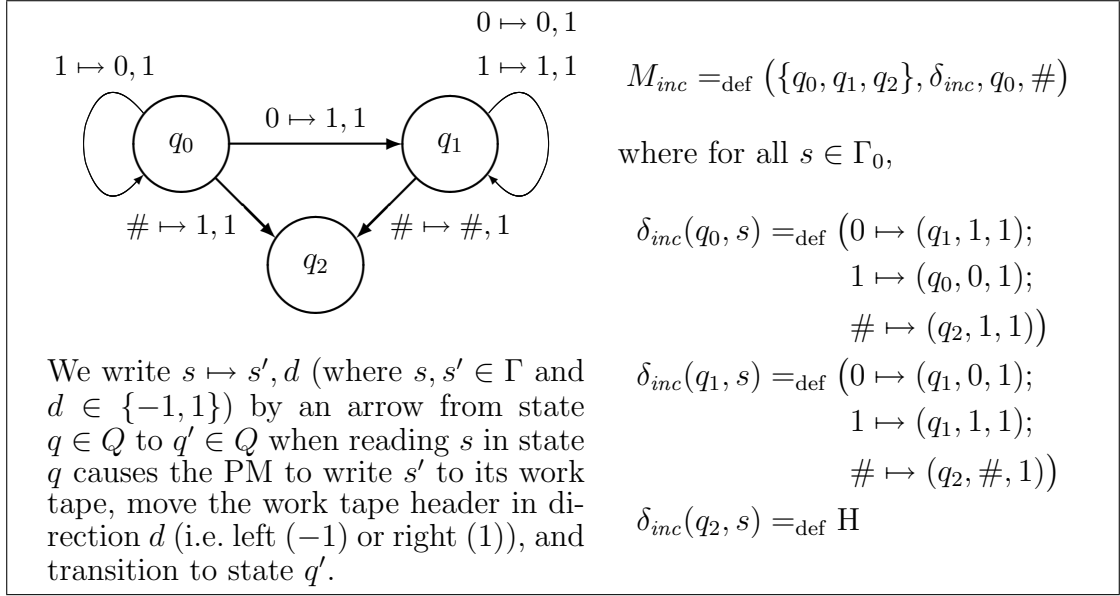 0 ↦ 0, 1
1 ↦ 0, 1
1 ↦ 1, 1
q₀
0 ↦ 1, 1
q₁
# ↦ 1, 1
# ↦ #, 1
q₂
We write s ↦ s′, d (where s, s′ ∈ Γ and
d ∈ {−1, 1}) by an arrow from state
q ∈ Q to q′ ∈ Q when reading s in state
q causes the PM to write s′ to its work
tape, move the work tape header in di-
rection d (i.e. left (−1) or right (1)), and
transition to state q′.
M_inc =def ({q₀, q₁, q₂}, δ_inc, q₀, #)
where for all s ∈ Γ₀,
δ_inc(q₀, s) =def (0 ↦ (q₁, 1, 1);
1 ↦ (q₀, 0, 1);
# ↦ (q₂, 1, 1))
δ_inc(q₁, s) =def (0 ↦ (q₁, 0, 1);
1 ↦ (q₁, 1, 1);
# ↦ (q₂, #, 1))
δ_inc(q₂, s) =def H